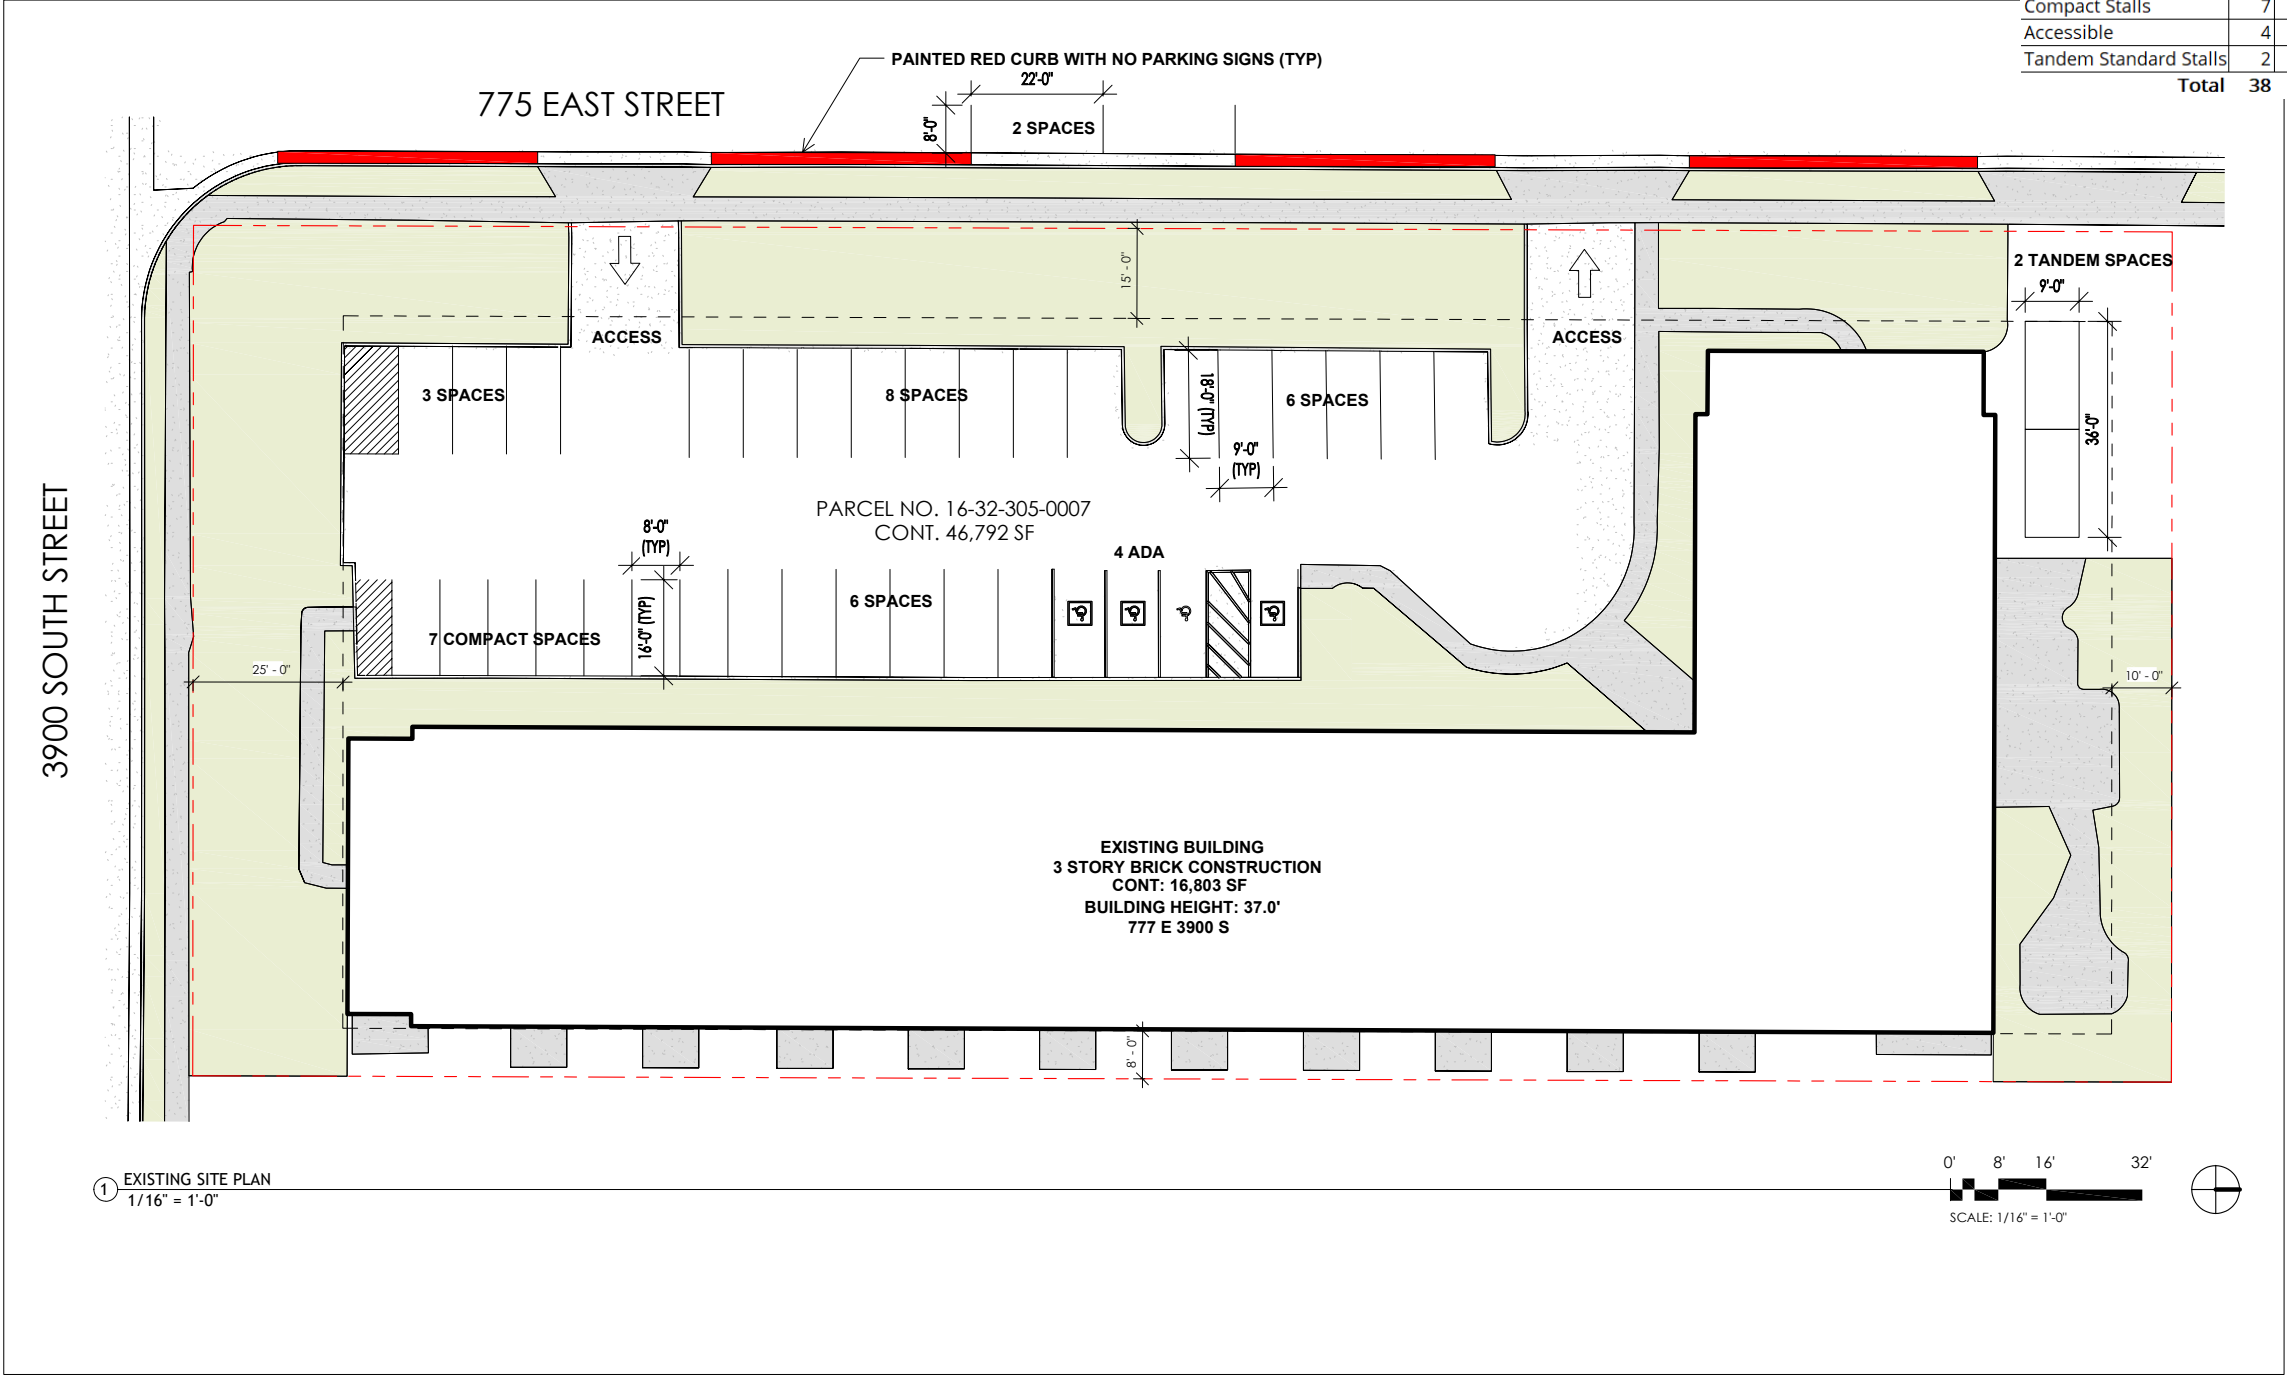 Compact Stalls 7
Accessible 4
Tandem Standard Stalls 2
Total 38
PAINTED RED CURB WITH NO PARKING SIGNS (TYP)
22'-0"
775 EAST STREET
8'-0"
2 SPACES
2 TANDEM SPACES
9'-0"
15' - 0"
ACCESS
ACCESS
3 SPACES
8 SPACES
18'-0" (TYP)
6 SPACES
36'-0"
9'-0"
(TYP)
PARCEL NO. 16-32-305-0007
CONT. 46,792 SF
8'-0"
(TYP)
4 ADA
3900 SOUTH STREET
6 SPACES
16'-0" (TYP)
7 COMPACT SPACES
25' - 0"
10' - 0"
EXISTING BUILDING
3 STORY BRICK CONSTRUCTION
CONT: 16,803 SF
BUILDING HEIGHT: 37.0'
777 E 3900 S
8' - 0"
1 EXISTING SITE PLAN
1/16" = 1'-0"
0' 8' 16' 32'
SCALE: 1/16" = 1'-0"